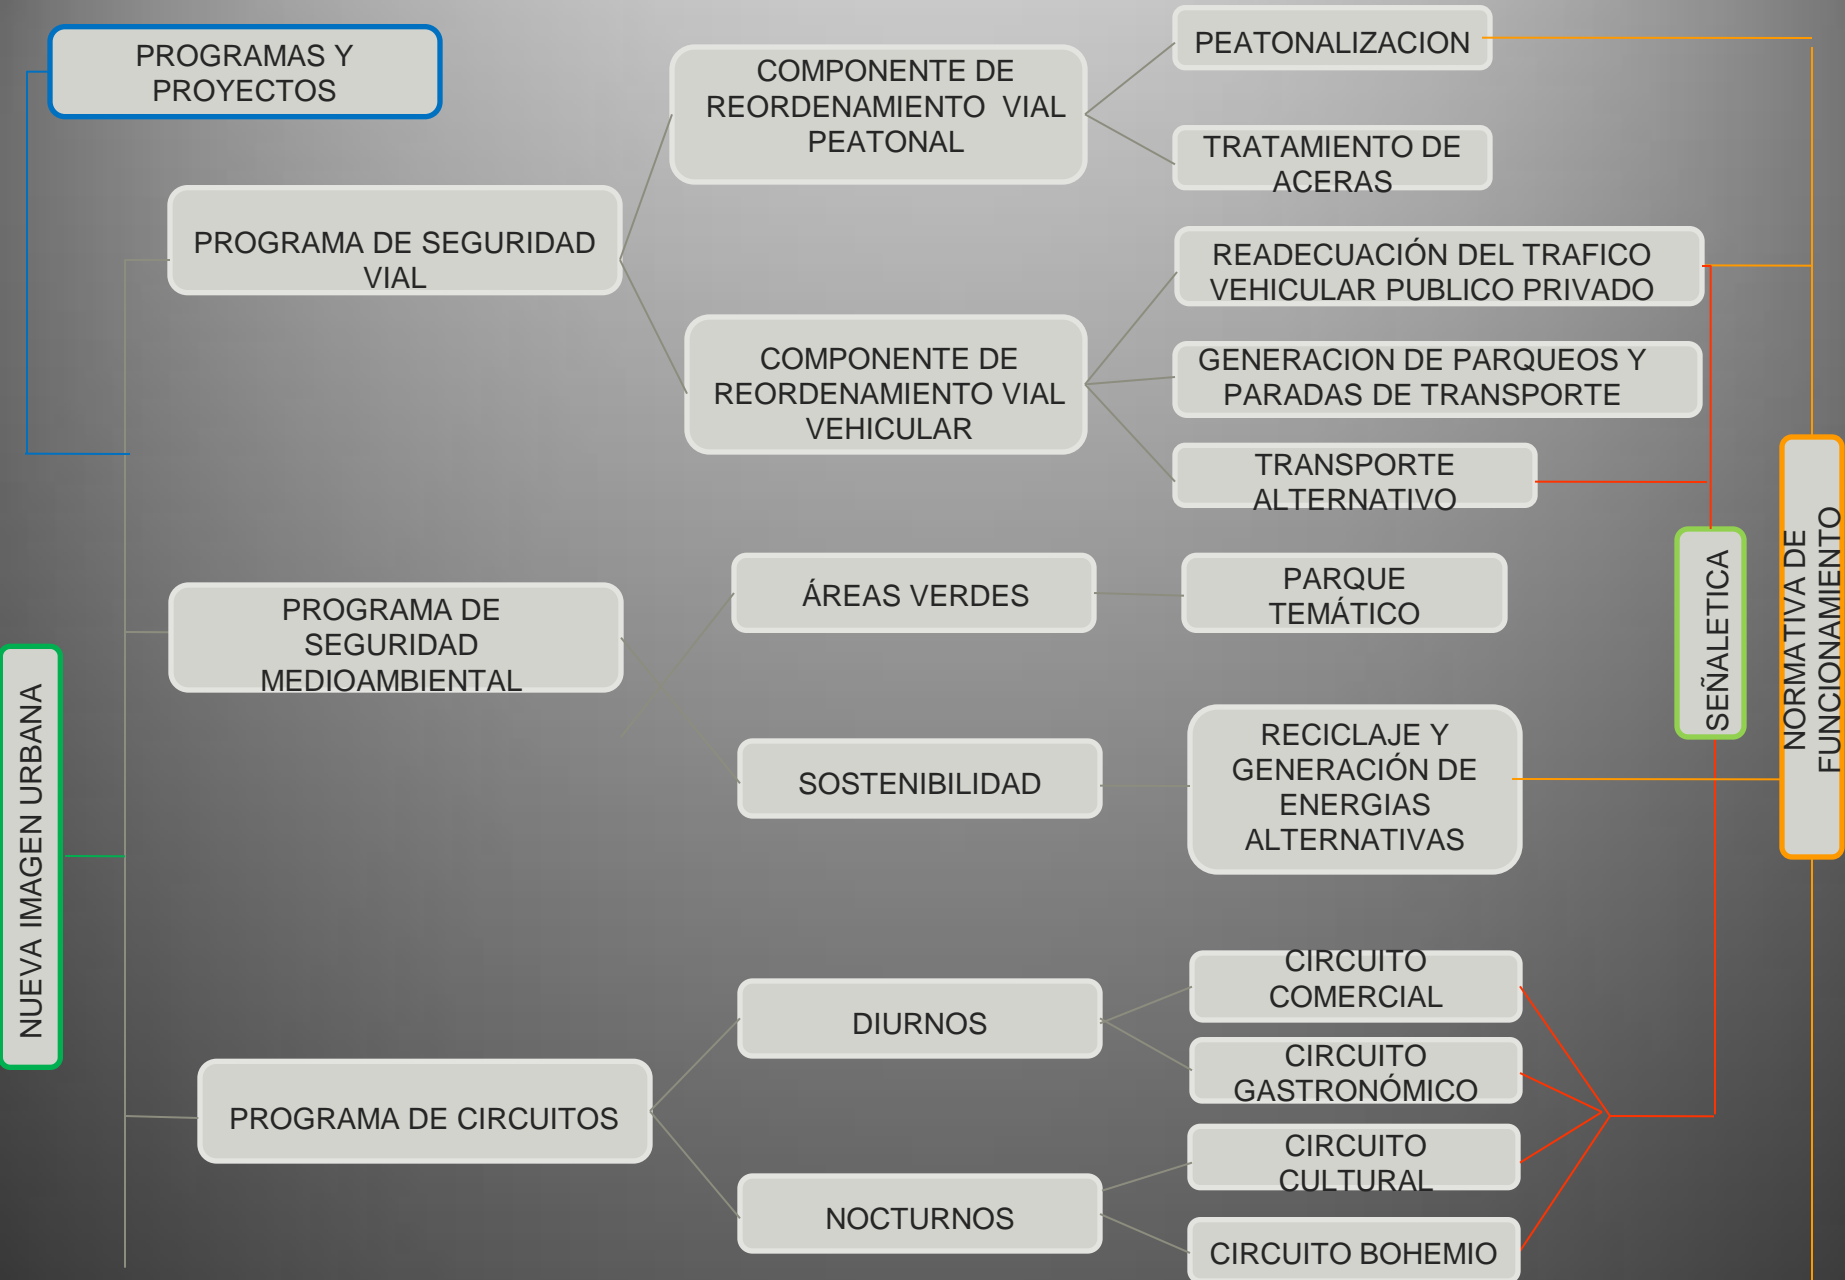 PROGRAMAS Y
PROYECTOS
COMPONENTE DE
REORDENAMIENTO VIAL
PEATONAL
PEATONALIZACION
TRATAMIENTO DE
ACERAS
PROGRAMA DE SEGURIDAD
VIAL
READECUACIÓN DEL TRAFICO
VEHICULAR PUBLICO PRIVADO
COMPONENTE DE
REORDENAMIENTO VIAL
VEHICULAR
GENERACION DE PARQUEOS Y
PARADAS DE TRANSPORTE
TRANSPORTE
ALTERNATIVO
PROGRAMA DE
SEGURIDAD
MEDIOAMBIENTAL
ÁREAS VERDES
PARQUE
TEMÁTICO
SOSTENIBILIDAD
RECICLAJE Y
GENERACIÓN DE
ENERGIAS
ALTERNATIVAS
SEÑALETICA
NORMATIVA DE
FUNCIONAMIENTO
NUEVA IMAGEN URBANA
PROGRAMA DE CIRCUITOS
DIURNOS
CIRCUITO
COMERCIAL
CIRCUITO
GASTRONÓMICO
NOCTURNOS
CIRCUITO
CULTURAL
CIRCUITO BOHEMIO